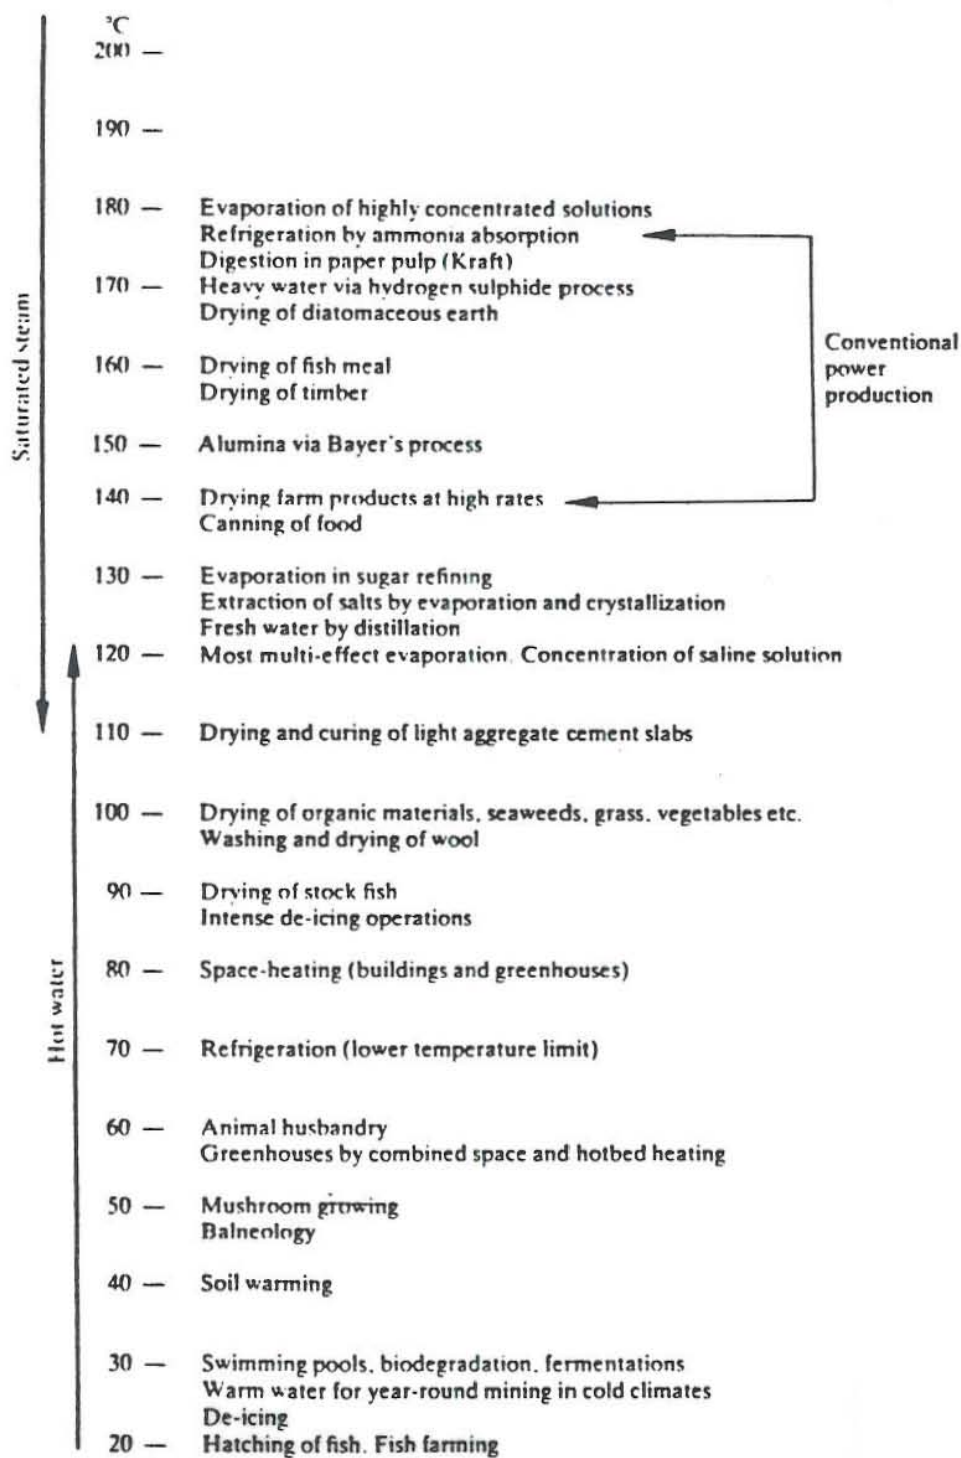 °C
200 —
190 —
180 — Evaporation of highly concentrated solutions
Refrigeration by ammonia absorption
Digestion in paper pulp (Kraft)
170 — Heavy water via hydrogen sulphide process
Drying of diatomaceous earth
160 — Drying of fish meal
Drying of timber
150 — Alumina via Bayer's process
140 — Drying farm products at high rates
Canning of food
130 — Evaporation in sugar refining
Extraction of salts by evaporation and crystallization
Fresh water by distillation
120 — Most multi-effect evaporation. Concentration of saline solution
110 — Drying and curing of light aggregate cement slabs
100 — Drying of organic materials, seaweeds, grass, vegetables etc.
Washing and drying of wool
90 — Drying of stock fish
Intense de-icing operations
80 — Space-heating (buildings and greenhouses)
70 — Refrigeration (lower temperature limit)
60 — Animal husbandry
Greenhouses by combined space and hotbed heating
50 — Mushroom growing
Balneology
40 — Soil warming
30 — Swimming pools, biodegradation, fermentations
Warm water for year-round mining in cold climates
De-icing
20 — Hatching of fish. Fish farming
Saturated steam
Hot water
Conventional
power
production